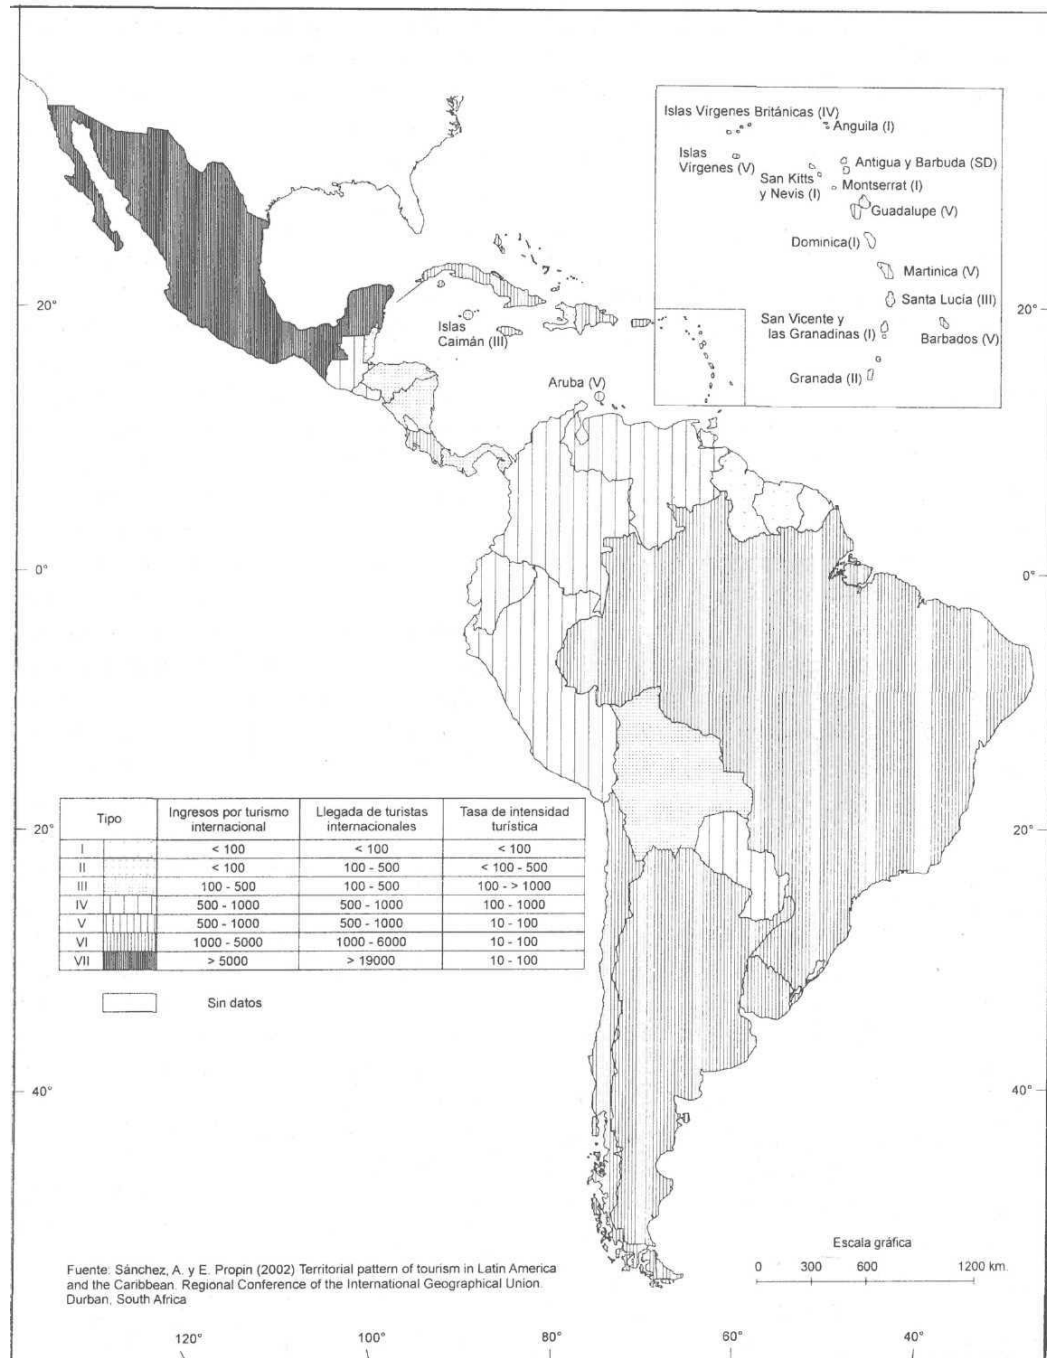 Islas Vírgenes Británicas (IV)
Anguila (I)
Islas
Vírgenes (V)
Antigua y Barbuda (SD)
San Kitts
y Nevis (I)
Montserrat (I)
Guadalupe (V)
Dominica(I)
Martinica (V)
Santa Lucía (III)
San Vicente y
las Granadinas (I)
Barbados (V)
Granada (II)
20°
20°
Islas
Caimán (III)
Aruba (V)
0°
0°
Tipo Ingresos por turismo internacional Llegada de turistas internacionales Tasa de intensidad turística
I < 100 < 100 < 100
II < 100 100 - 500 < 100 - 500
III 100 - 500 100 - 500 100 - > 1000
IV 500 - 1000 500 - 1000 100 - 1000
V 500 - 1000 500 - 1000 10 - 100
VI 1000 - 5000 1000 - 6000 10 - 100
VII > 5000 > 19000 10 - 100
Sin datos
20°
20°
40°
40°
Fuente: Sánchez, A. y E. Propin (2002) Territorial pattern of tourism in Latin America
and the Caribbean. Regional Conference of the International Geographical Union.
Durban, South Africa
Escala gráfica
0 300 600 1200 km.
120° 100° 80° 60° 40°